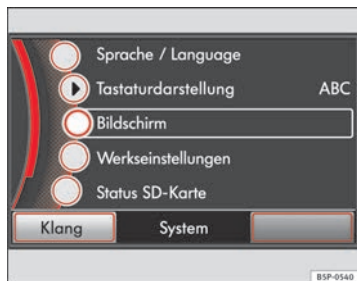 Sprache / Language
Tastaturdarstellung ABC
Bildschirm
Werkseinstellungen
Status SD-Karte
Klang System
B5P-0540